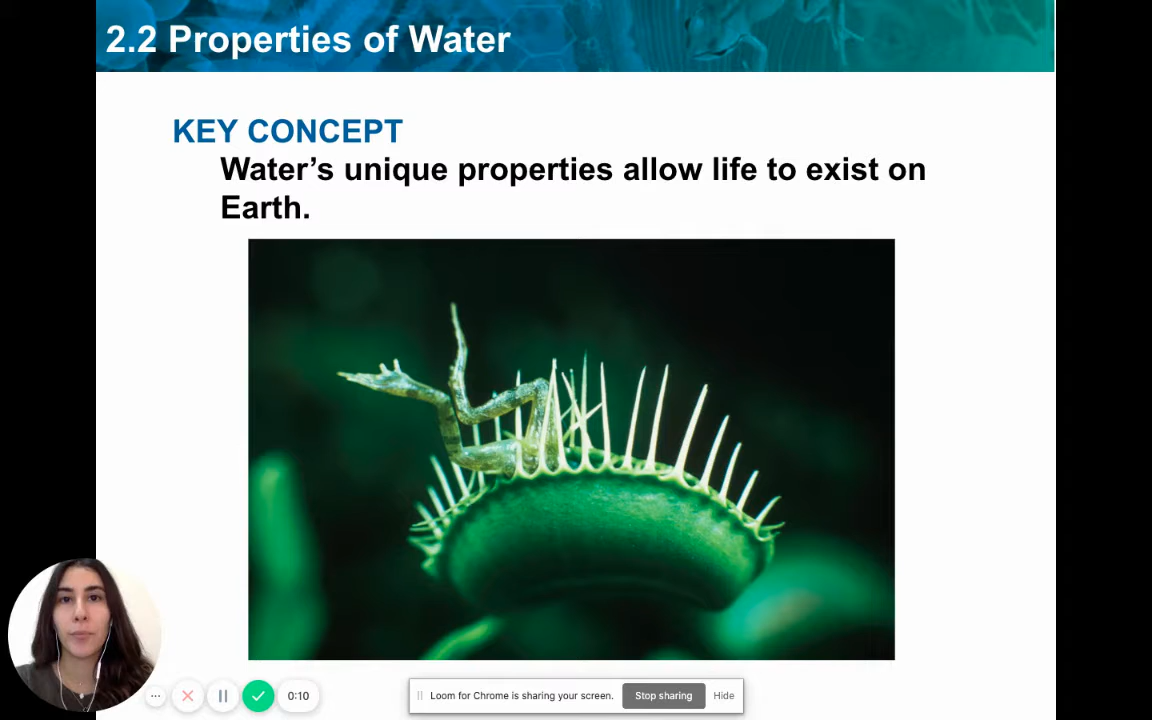 2.2 Properties of Water
KEY CONCEPT
Water’s unique properties allow life to exist on
Earth.
0:10
Loom for Chrome is sharing your screen.
Stop sharing
Hide